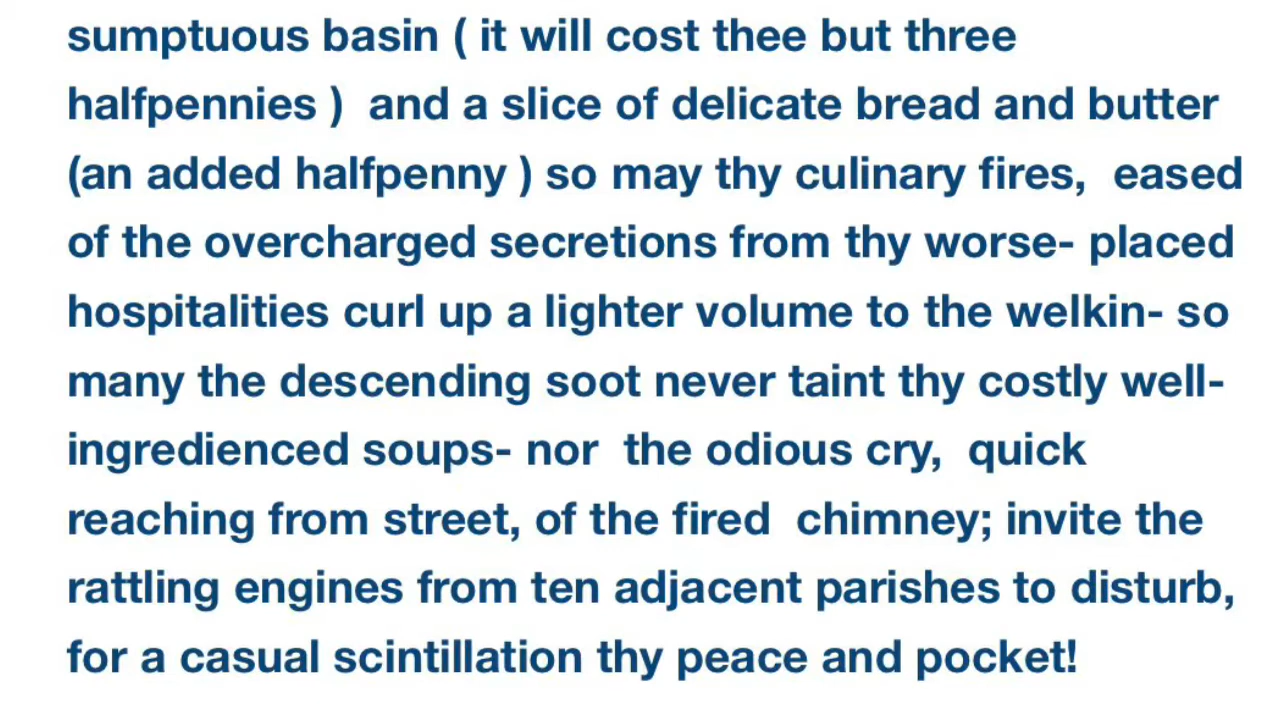 sumptuous basin ( it will cost thee but three
halfpennies )  and a slice of delicate bread and butter
(an added halfpenny ) so may thy culinary fires,  eased
of the overcharged secretions from thy worse- placed
hospitalities curl up a lighter volume to the welkin- so
many the descending soot never taint thy costly well-
ingredienced soups- nor  the odious cry,  quick
reaching from street, of the fired  chimney; invite the
rattling engines from ten adjacent parishes to disturb,
for a casual scintillation thy peace and pocket!